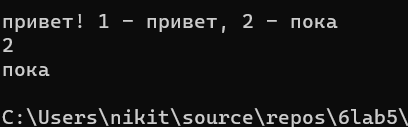 привет! 1 - привет, 2 - пока
2
пока
C:\Users\nikit\source\repos\6lab5\